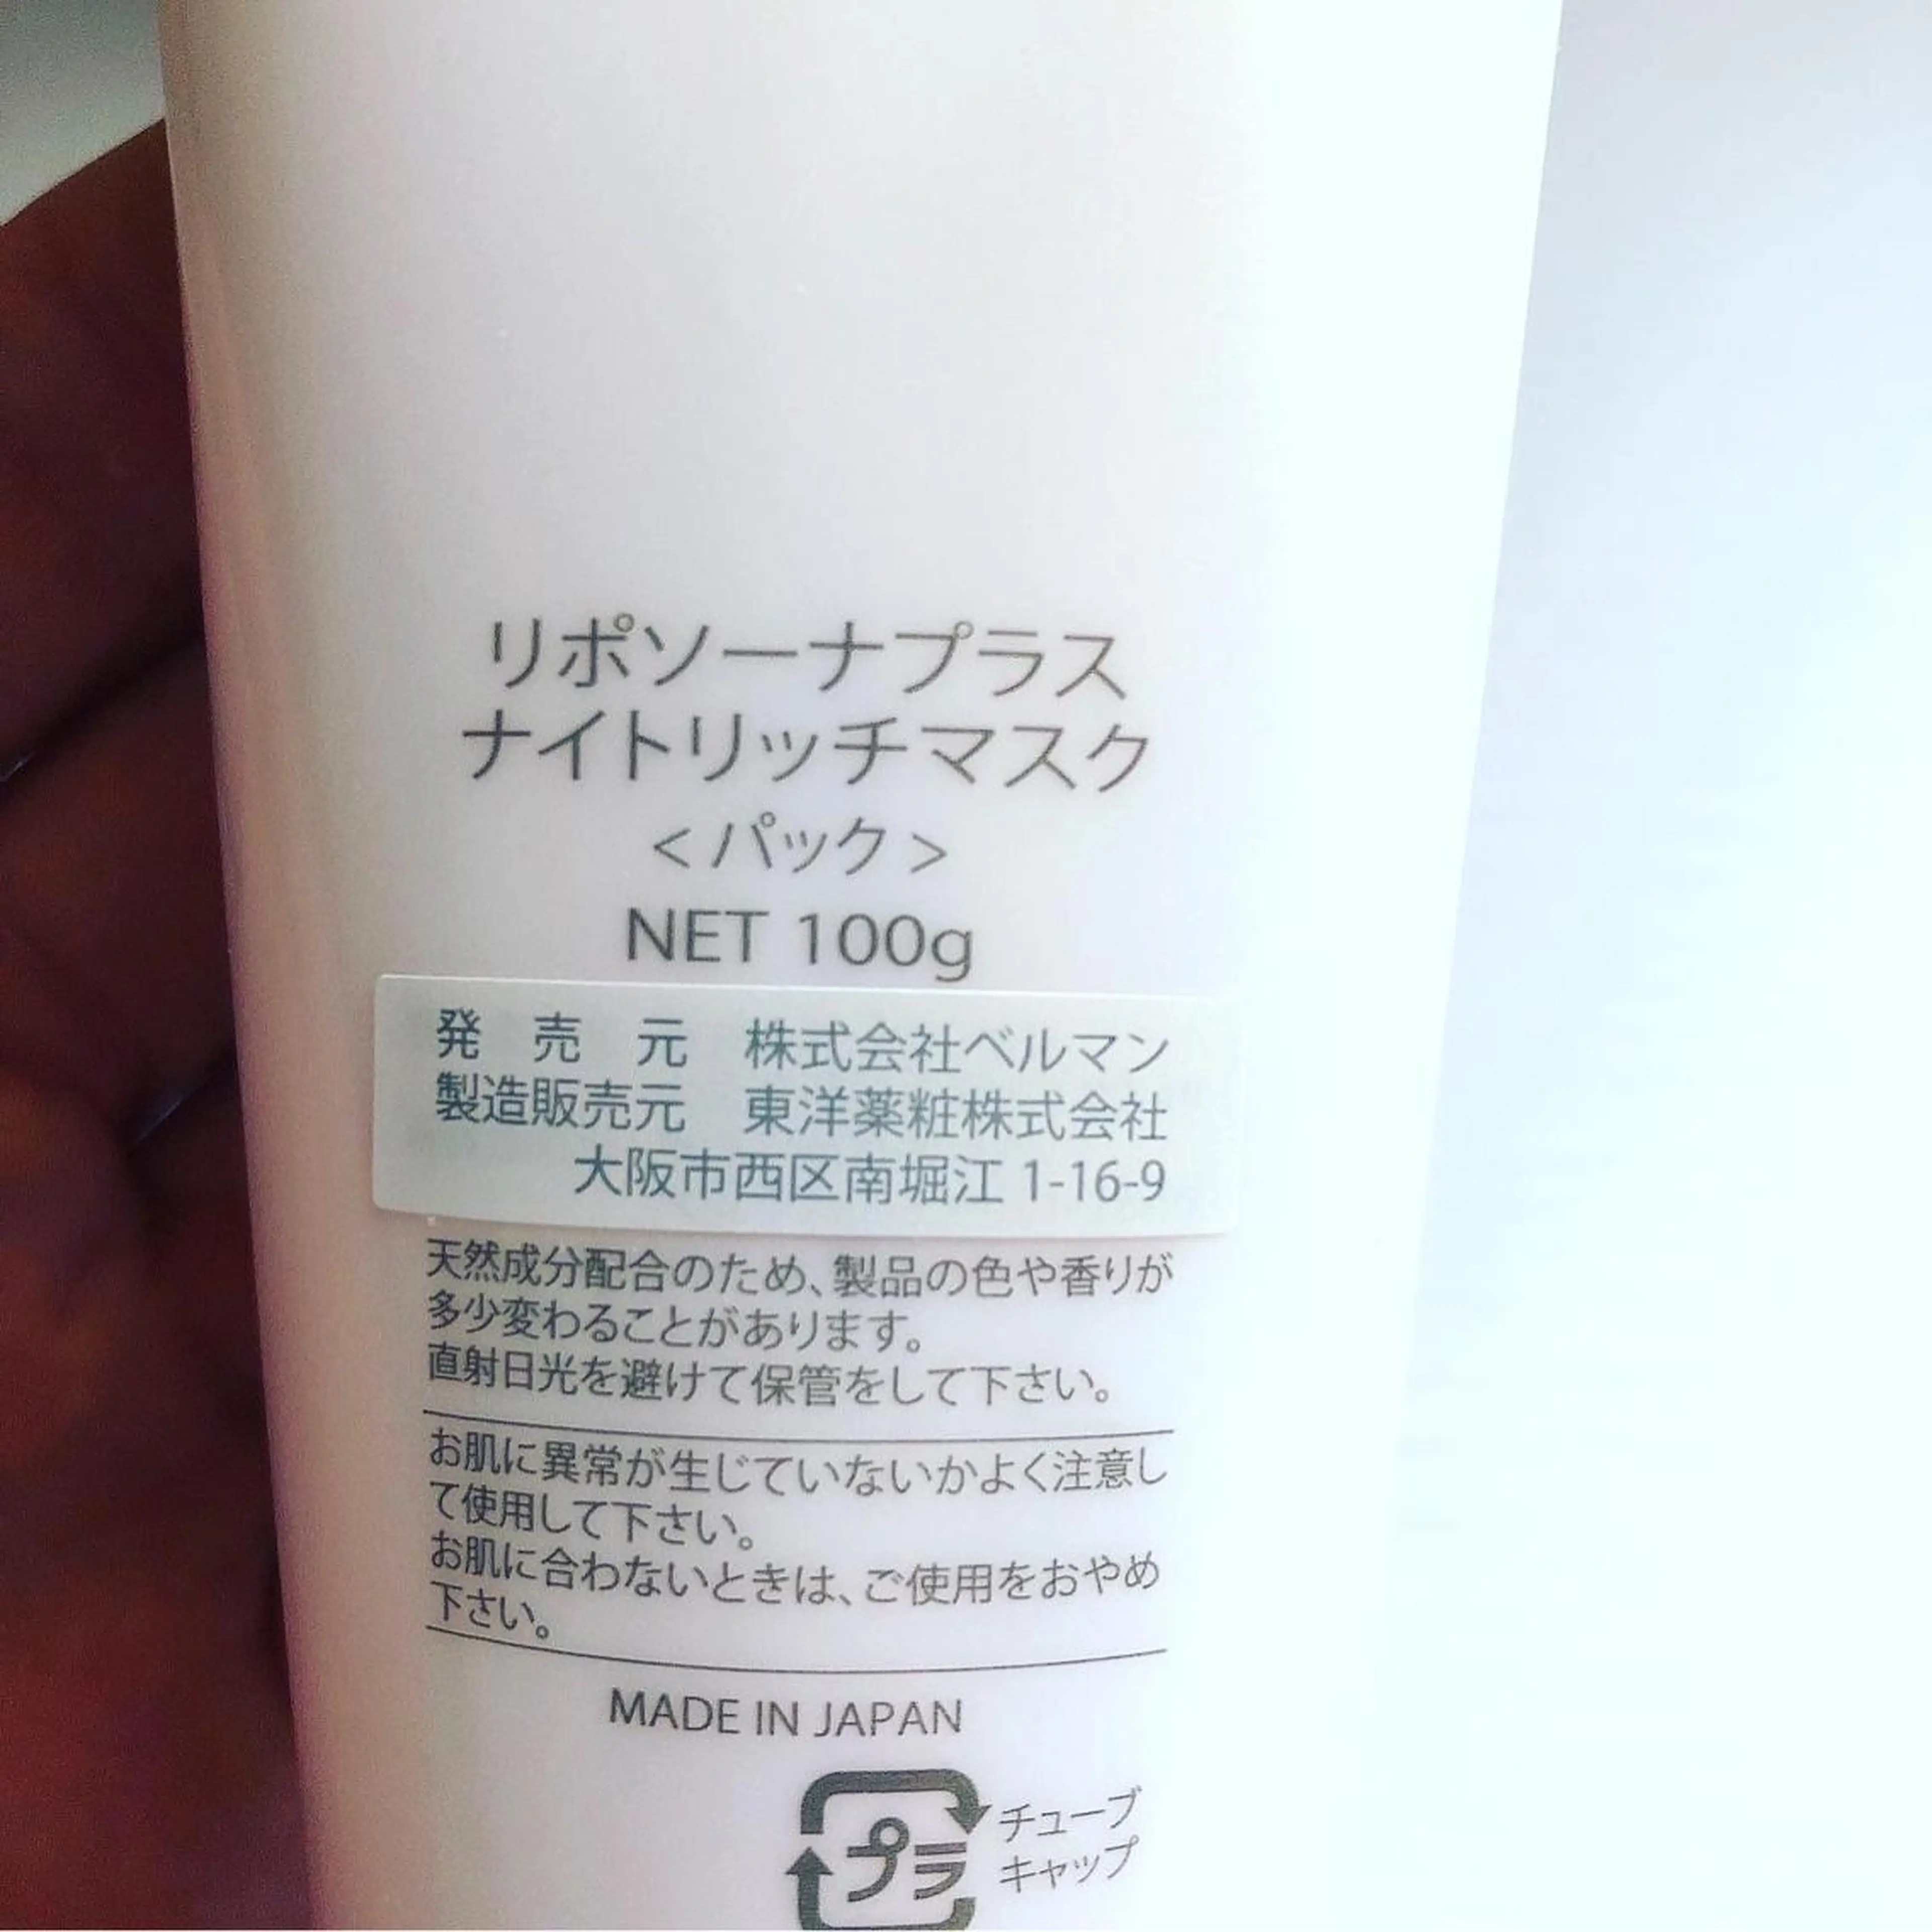 リポソーナプラス
ナイトリッチマスク
<パック>
NET 100g
発 売 元 株式会社ベルマン
製造販売元 東洋薬粧株式会社
大阪市西区南堀江 1-16-9
天然成分配合のため、製品の色や香りが
多少変わることがあります。
直射日光を避けて保管をして下さい。
お肌に異常が生じていないかよく注意し
て使用して下さい。
お肌に合わないときは、ご使用をおやめ
下さい。
MADE IN JAPAN
プラ
チューブ
キャップ